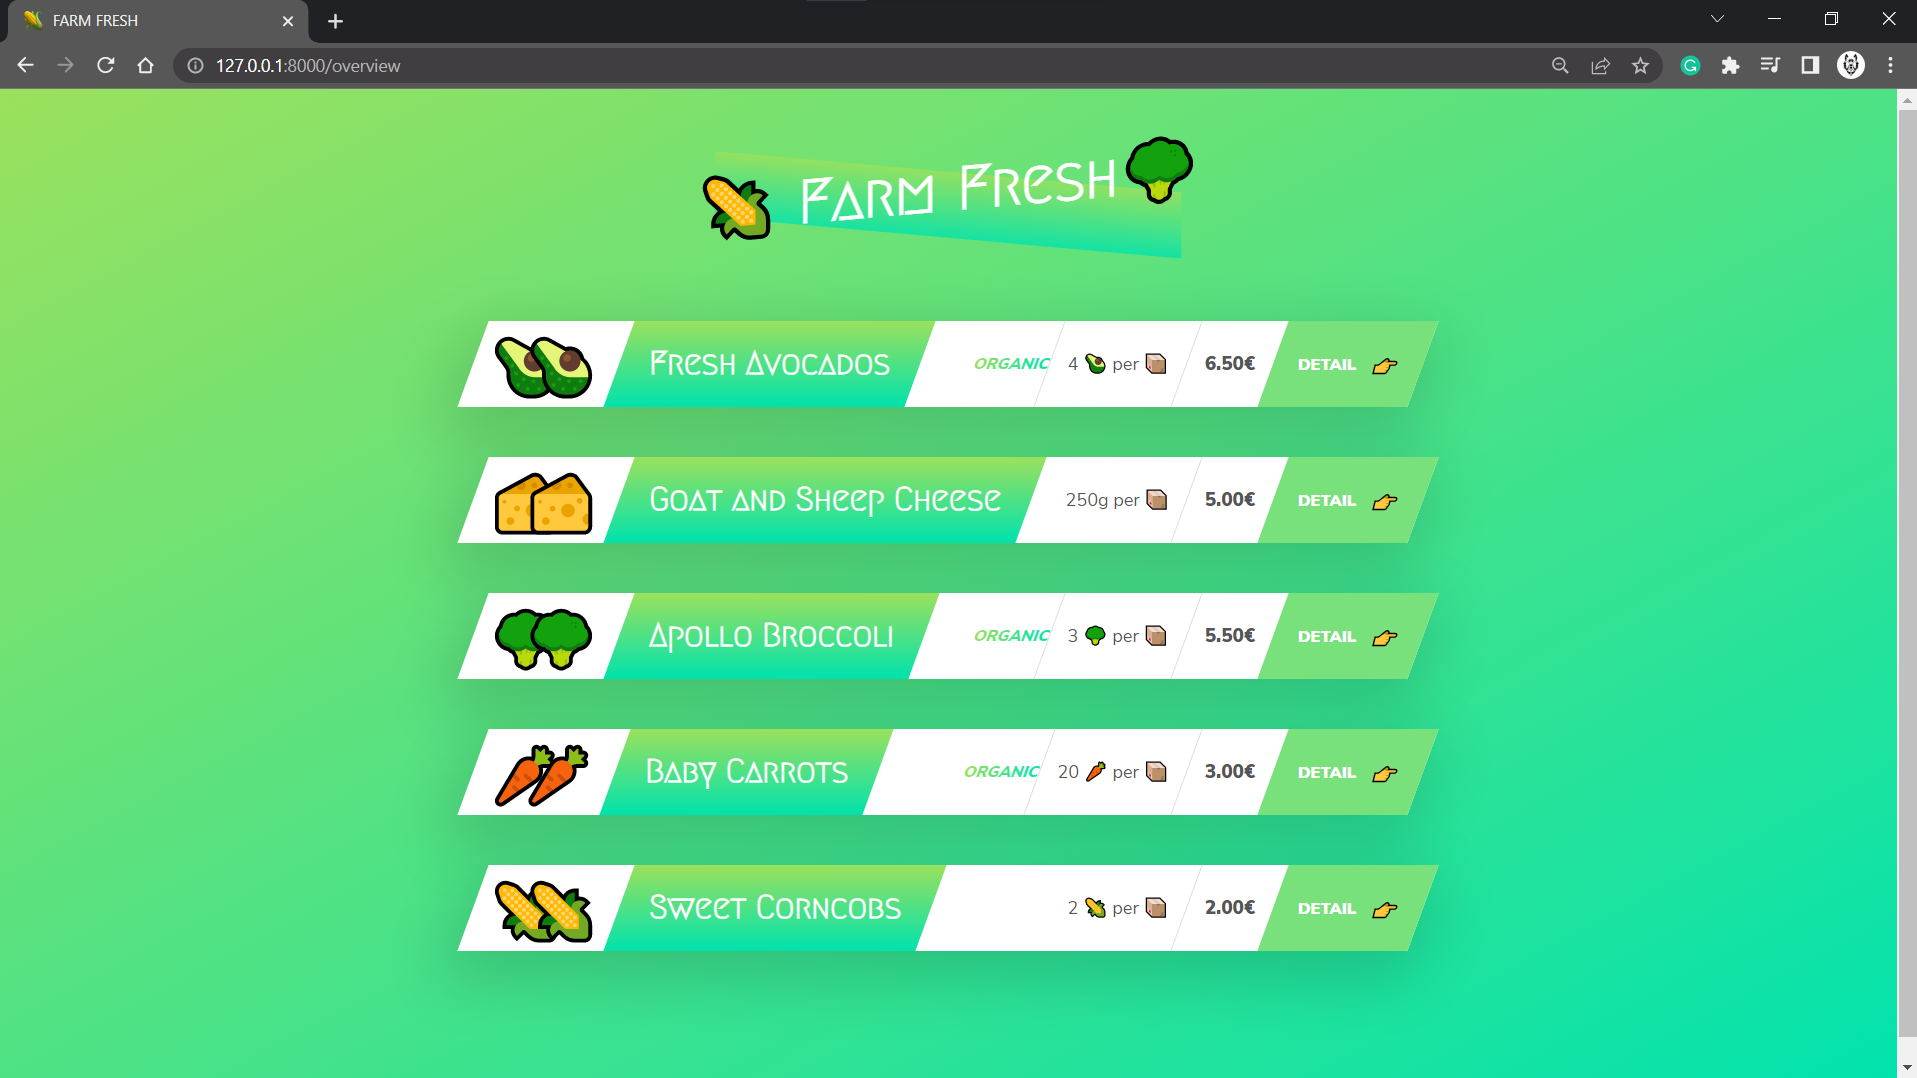 FARM FRESH
127.0.0.1:8000/overview
Farm Fresh
Fresh Avocados ORGANIC 4 🥑 per 📦 6.50€ DETAIL 👉
Goat and Sheep Cheese 250g per 📦 5.00€ DETAIL 👉
Apollo Broccoli ORGANIC 3 🥦 per 📦 5.50€ DETAIL 👉
Baby Carrots ORGANIC 20 🥕 per 📦 3.00€ DETAIL 👉
Sweet Corncobs 2 🌽 per 📦 2.00€ DETAIL 👉